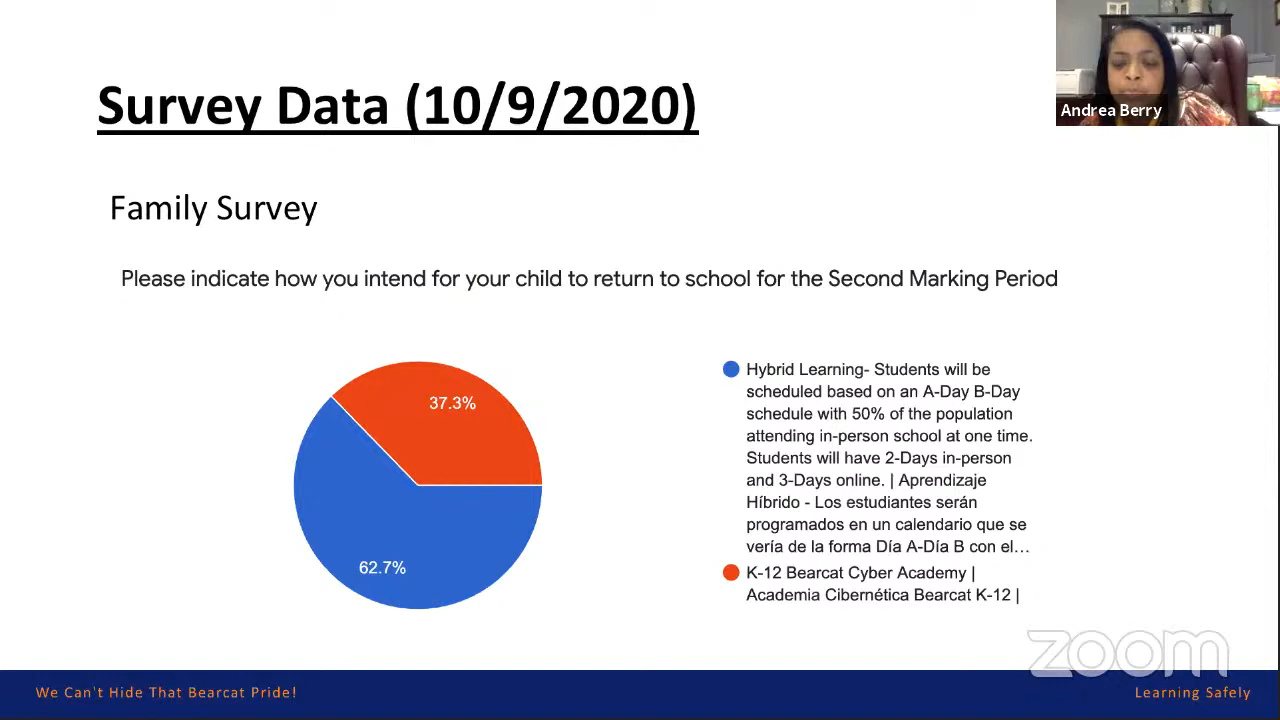 Survey Data (10/9/2020)
Andrea Berry
Family Survey
Please indicate how you intend for your child to return to school for the Second Marking Period
37.3%
62.7%
Hybrid Learning- Students will be
scheduled based on an A-Day B-Day
schedule with 50% of the population
attending in-person school at one time.
Students will have 2-Days in-person
and 3-Days online. | Aprendizaje
Híbrido - Los estudiantes serán
programados en un calendario que se
vería de la forma Día A-Día B con el…
K-12 Bearcat Cyber Academy |
Academia Cibernética Bearcat K-12 |
zoom
We Can't Hide That Bearcat Pride!
Learning Safely